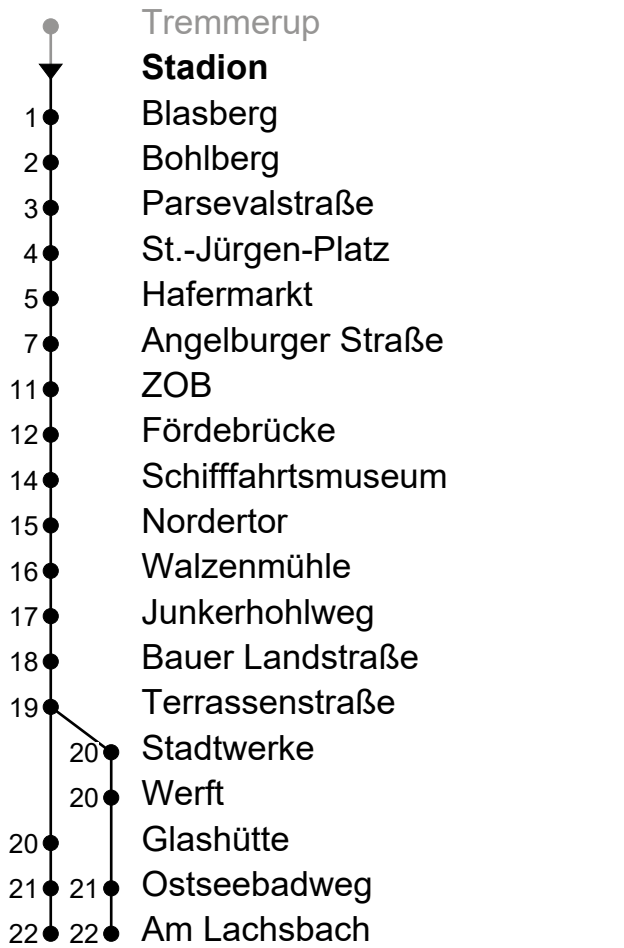 Tremmerup
Stadion
1 Blasberg
2 Bohlberg
3 Parsevalstraße
4 St.-Jürgen-Platz
5 Hafermarkt
7 Angelburger Straße
11 ZOB
12 Fördebrücke
14 Schifffahrtsmuseum
15 Nordertor
16 Walzenmühle
17 Junkerhohlweg
18 Bauer Landstraße
19 Terrassenstraße
20 Stadtwerke
20 Werft
20 Glashütte
21 21 Ostseebadweg
22 22 Am Lachsbach